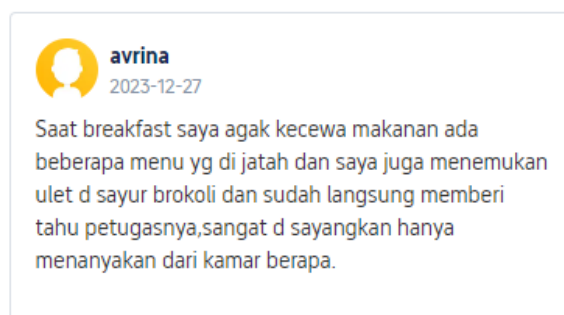 avrina
2023-12-27
Saat breakfast saya agak kecewa makanan ada
beberapa menu yg di jatah dan saya juga menemukan
ulet d sayur brokoli dan sudah langsung memberi
tahu petugasnya,sangat d sayangkan hanya
menanyakan dari kamar berapa.